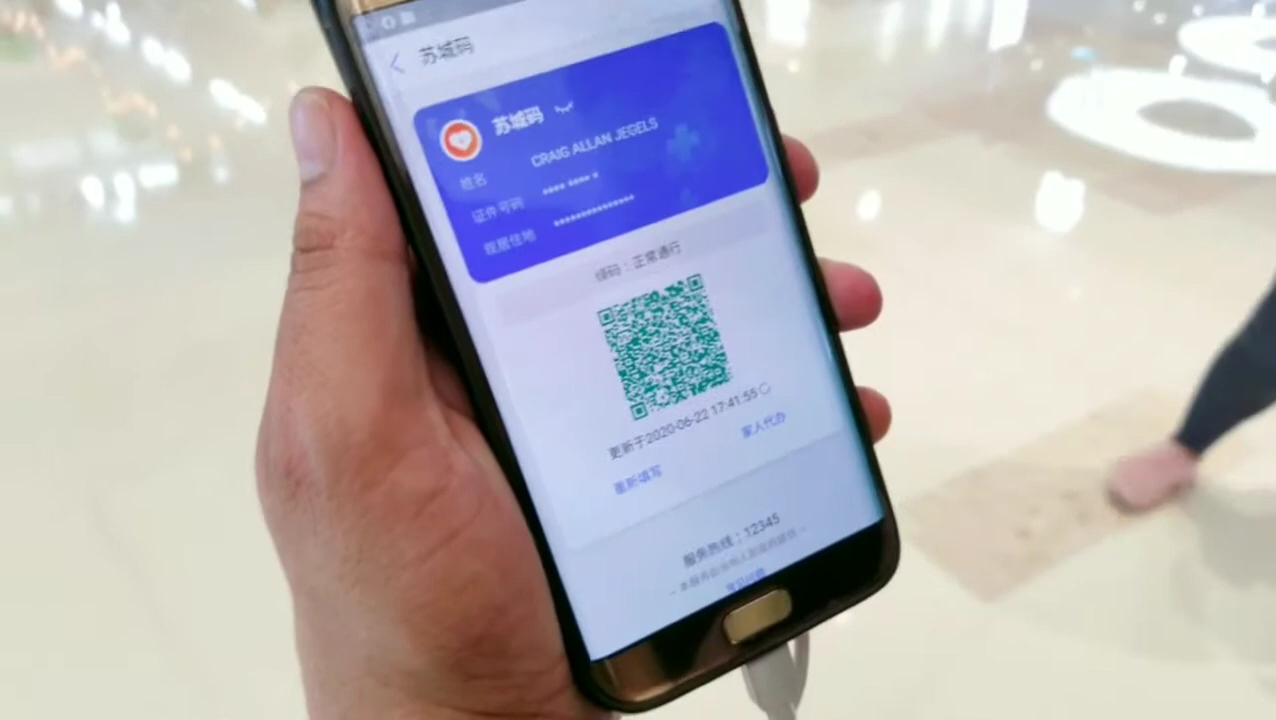 苏城码
苏城码
姓名 CRAIG ALLAN JEGELS
证件号码 **** **** *
现居住地 ***************
绿码：正常通行
更新于2020-06-22 17:41:55
重新填写 家人代办
服务热线：12345